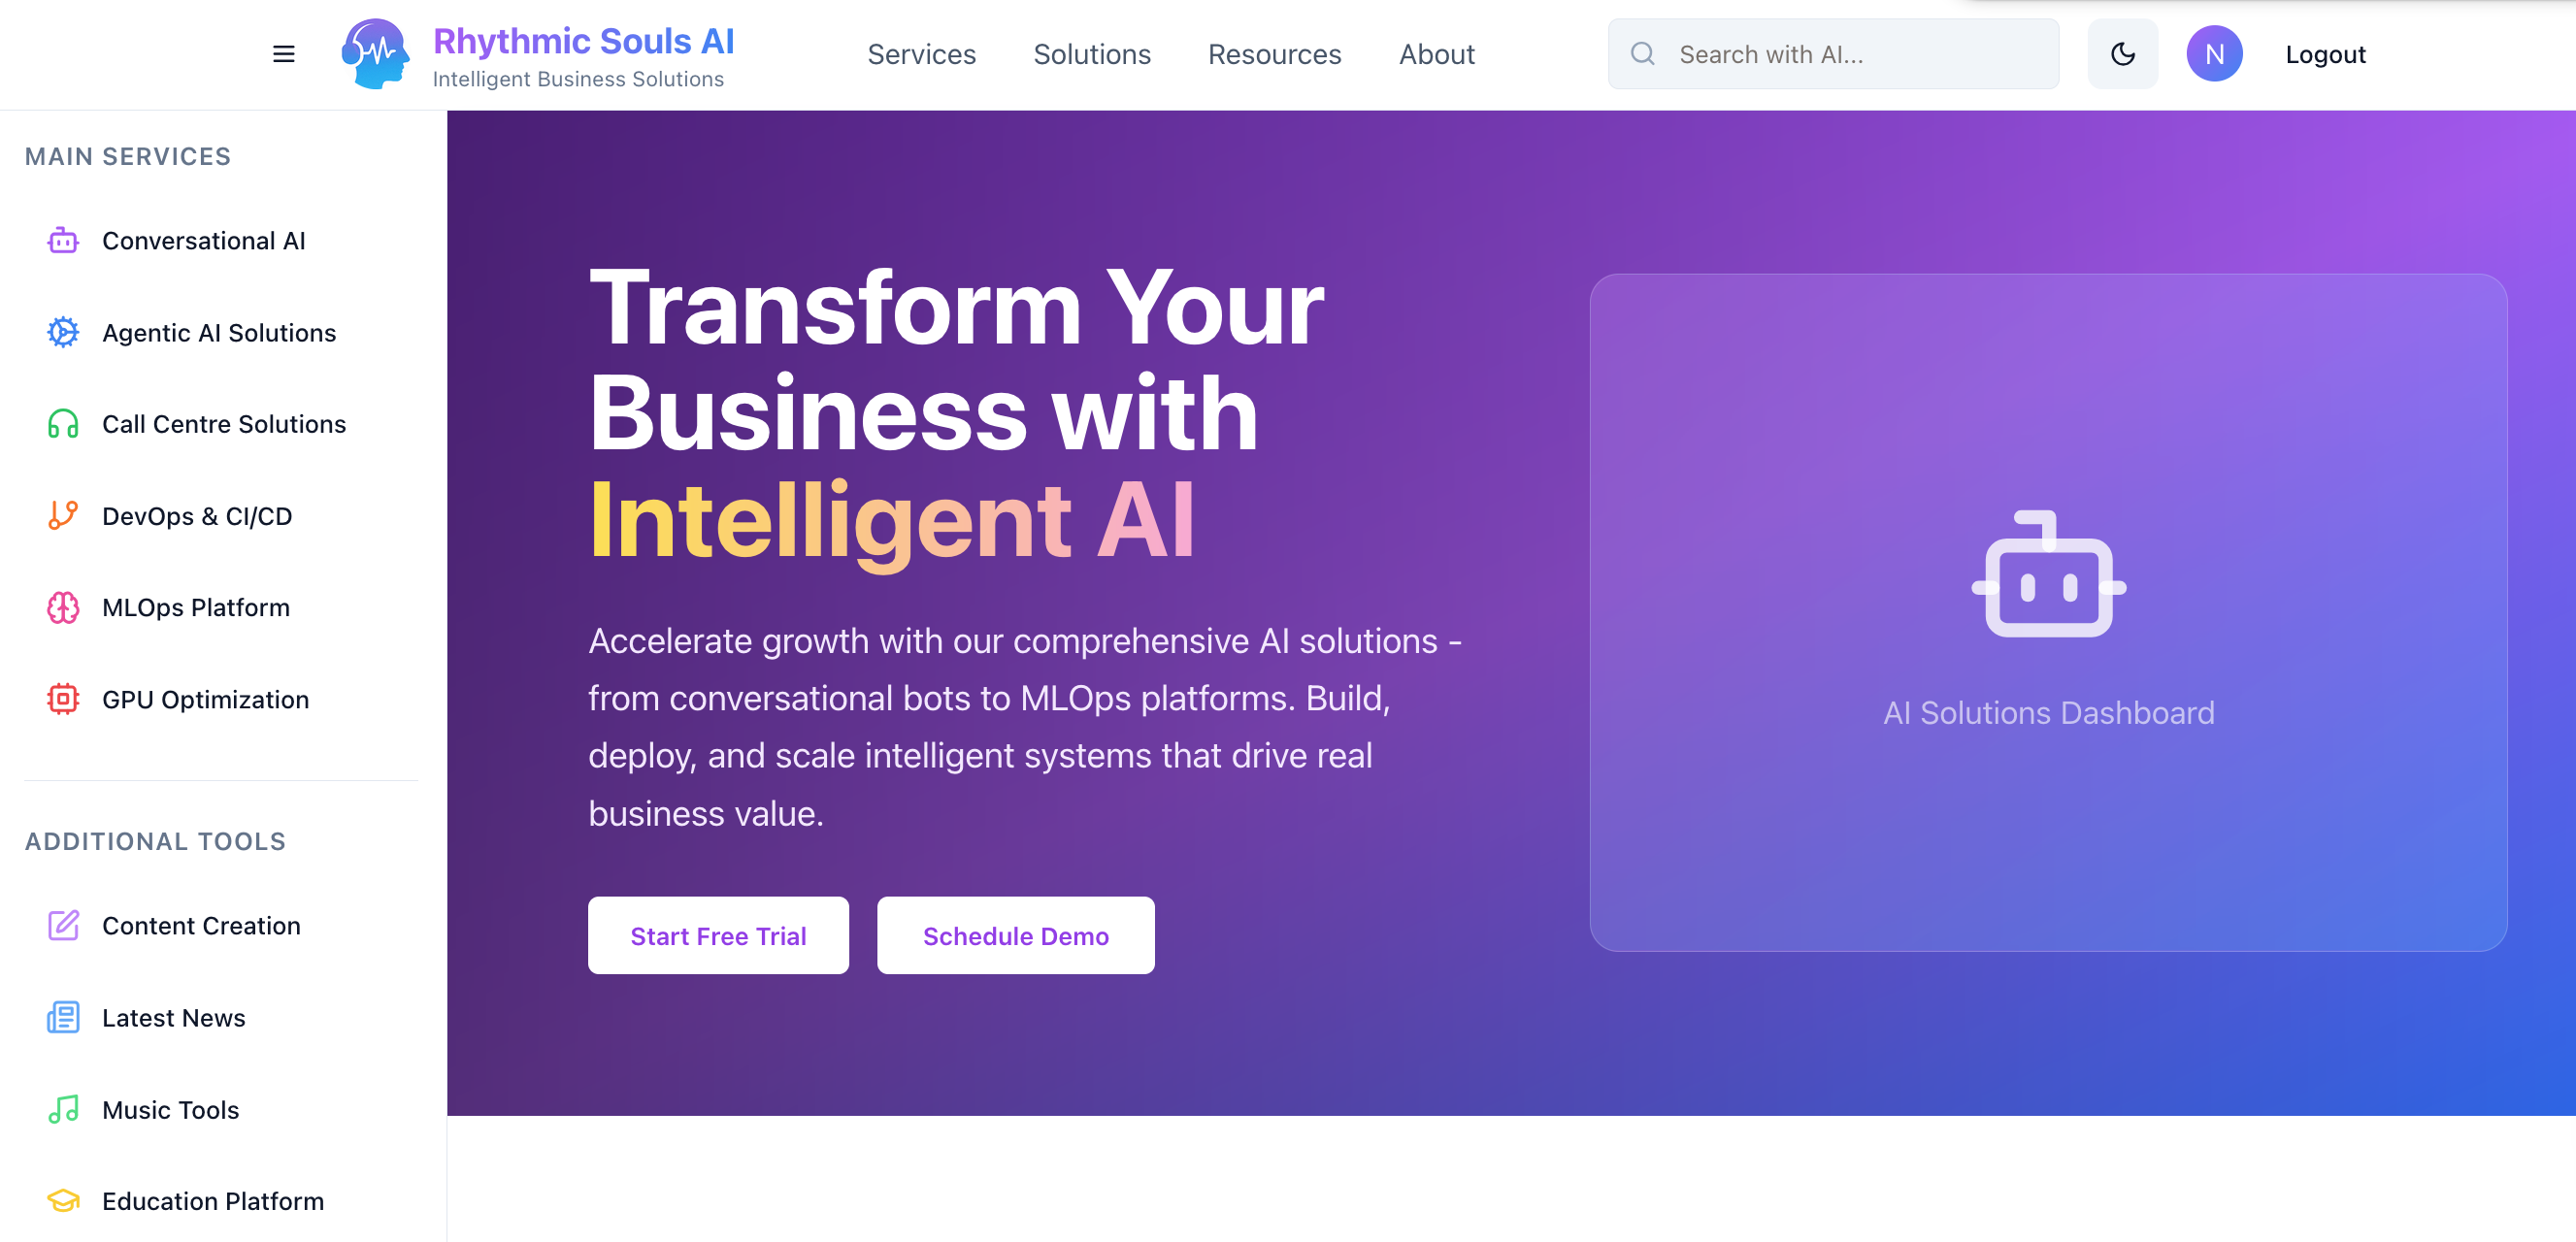 Rhythmic Souls AI
Intelligent Business Solutions
Services
Solutions
Resources
About
Search with AI...
N
Logout
MAIN SERVICES
Conversational AI
Agentic AI Solutions
Call Centre Solutions
DevOps & CI/CD
MLOps Platform
GPU Optimization
ADDITIONAL TOOLS
Content Creation
Latest News
Music Tools
Education Platform
Transform Your
Business with
Intelligent AI
Accelerate growth with our comprehensive AI solutions -
from conversational bots to MLOps platforms. Build,
deploy, and scale intelligent systems that drive real
business value.
Start Free Trial
Schedule Demo
AI Solutions Dashboard